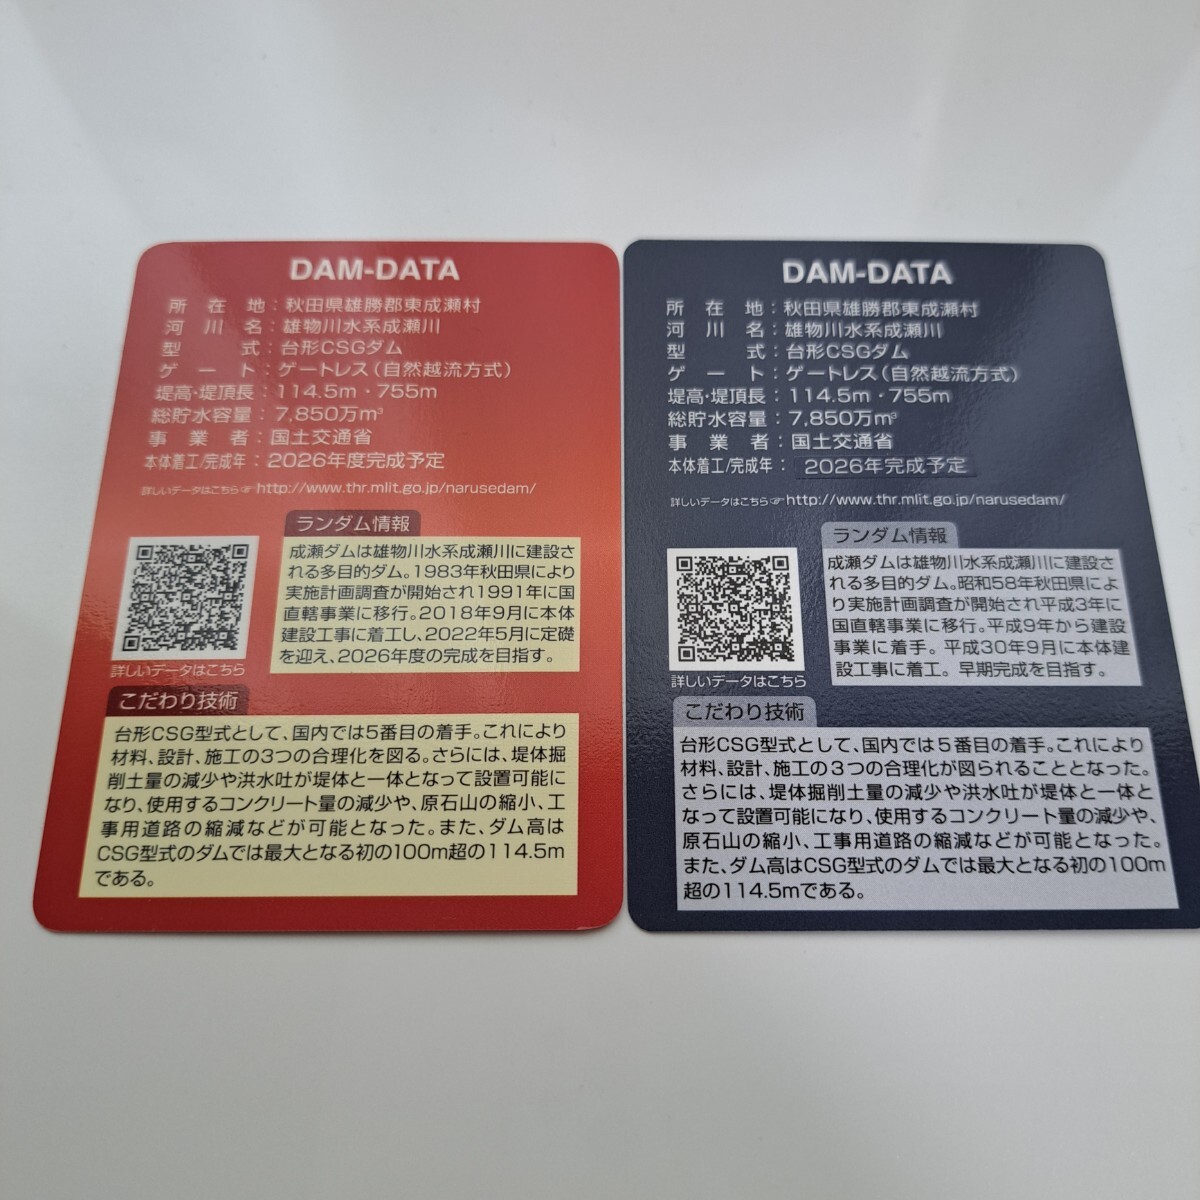 DAM-DATA
所在地：秋田県雄勝郡東成瀬村
河川名：雄物川水系成瀬川
型式：台形CSGダム
ゲート：ゲートレス（自然越流方式）
堤高・堤頂長：114.5m・755m
総貯水容量：7,850万m³
事業者：国土交通省
本体着工/完成年：2026年度完成予定
詳しいデータはこちら☞http://www.thr.mlit.go.jp/narusedam/
ランダム情報
成瀬ダムは雄物川水系成瀬川に建設さ
れる多目的ダム。1983年秋田県により
実施計画調査が開始され1991年に国
直轄事業に移行。2018年9月に本体
建設工事に着工し、2022年5月に定礎
を迎え、2026年度の完成を目指す。
詳しいデータはこちら
こだわり技術
台形CSG型式として、国内では5番目の着手。これにより
材料、設計、施工の3つの合理化を図る。さらには、堤体掘
削土量の減少や洪水吐が堤体と一体となって設置可能に
なり、使用するコンクリート量の減少や、原石山の縮小、工
事用道路の縮減などが可能となった。また、ダム高は
CSG型式のダムでは最大となる初の100m超の114.5m
である。
DAM-DATA
所在地：秋田県雄勝郡東成瀬村
河川名：雄物川水系成瀬川
型式：台形CSGダム
ゲート：ゲートレス（自然越流方式）
堤高・堤頂長：114.5m・755m
総貯水容量：7,850万m³
事業者：国土交通省
本体着工/完成年：2026年完成予定
詳しいデータはこちら☞http://www.thr.mlit.go.jp/narusedam/
ランダム情報
成瀬ダムは雄物川水系成瀬川に建設さ
れる多目的ダム。昭和58年秋田県によ
り実施計画調査が開始され平成3年に
国直轄事業に移行。平成9年から建設
事業に着手。平成30年9月に本体建
設工事に着工。早期完成を目指す。
詳しいデータはこちら
こだわり技術
台形CSG型式として、国内では5番目の着手。これにより
材料、設計、施工の3つの合理化が図られることとなった。
さらには、堤体掘削土量の減少や洪水吐が堤体と一体と
なって設置可能になり、使用するコンクリート量の減少や、
原石山の縮小、工事用道路の縮減などが可能となった。
また、ダム高はCSG型式のダムでは最大となる初の100m
超の114.5mである。